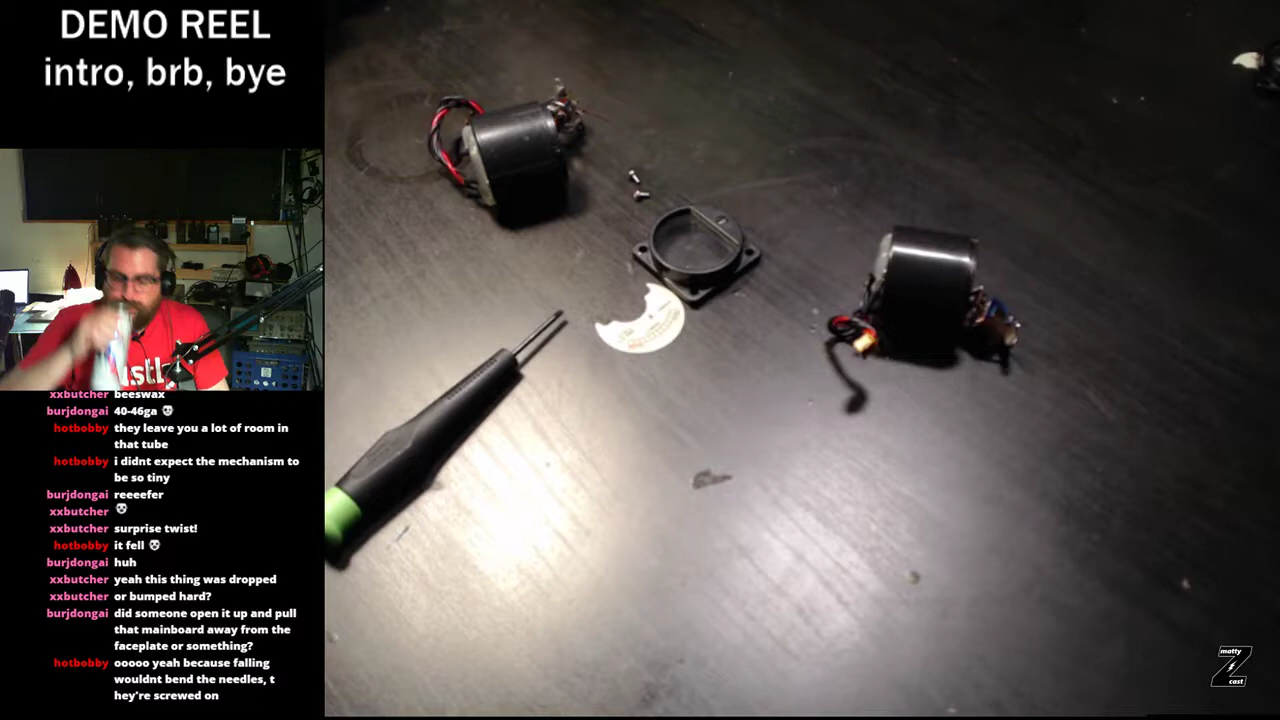 DEMO REEL
intro, brb, bye
xxbutcher beeswax
burjdongai 40-46ga
hotbobby they leave you a lot of room in
that tube
hotbobby i didnt expect the mechanism to
be so tiny
burjdongai reeeefer
xxbutcher
xxbutcher surprise twist!
hotbobby it fell
burjdongai huh
xxbutcher yeah this thing was dropped
xxbutcher or bumped hard?
burjdongai did someone open it up and pull
that mainboard away from the
faceplate or something?
hotbobby ooooo yeah because falling
wouldnt bend the needles, t
hey're screwed on
matty
Z
cast